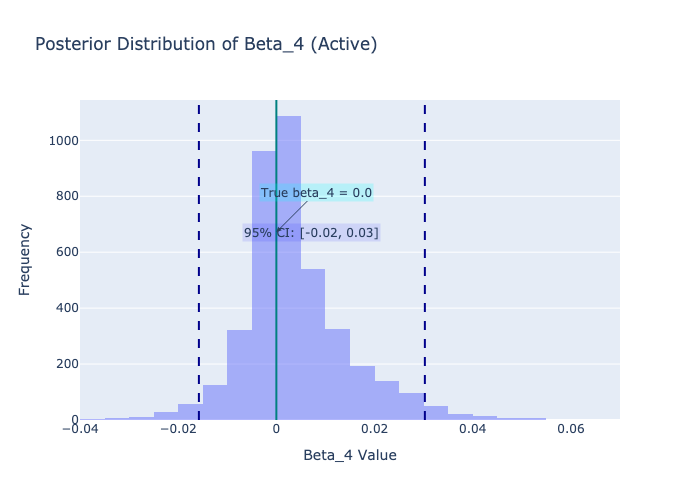 Posterior Distribution of Beta_4 (Active)
1000
800
600
400
200
0
Frequency
True beta_4 = 0.0
95% CI: [-0.02, 0.03]
−0.04
−0.02
0
0.02
0.04
0.06
Beta_4 Value